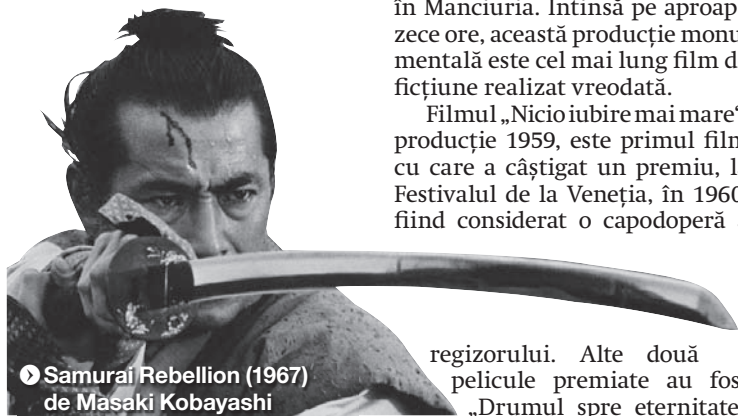 în Manciuria. Intinsă pe aproap
zece ore, această producție monu
mentală este cel mai lung film d
ficțiune realizat vreodată.
Filmul „Nicio iubire mai mare“
producție 1959, este primul film
cu care a câștigat un premiu, l
Festivalul de la Veneția, în 1960
fiind considerat o capodoperă
regizorului. Alte două
pelicule premiate au fos
„Drumul spre eternitate
Samurai Rebellion (1967)
de Masaki Kobayashi